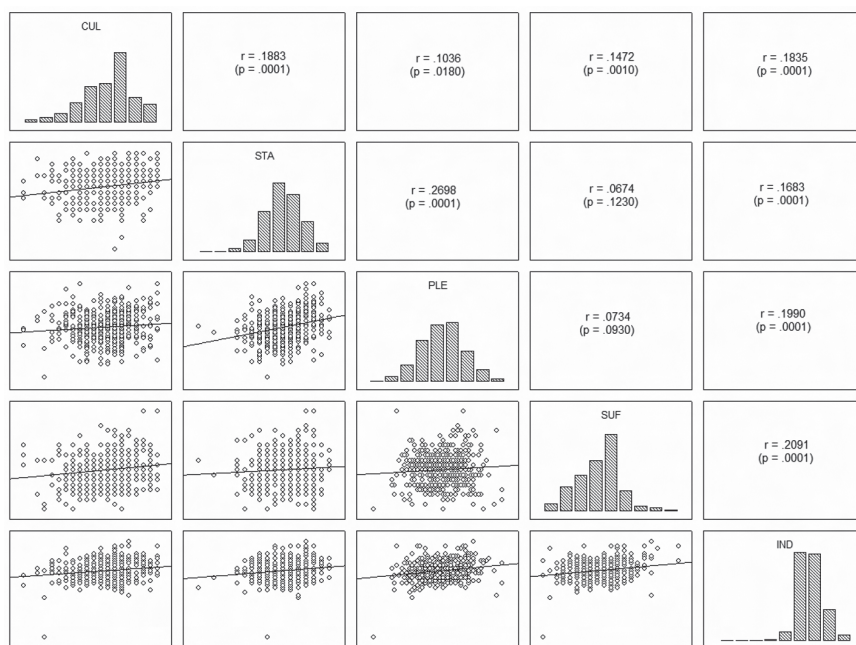 CUL
r = .1883
(p = .0001)
r = .1036
(p = .0180)
r = .1472
(p = .0010)
r = .1835
(p = .0001)
STA
r = .2698
(p = .0001)
r = .0674
(p = .1230)
r = .1683
(p = .0001)
PLE
r = .0734
(p = .0930)
r = .1990
(p = .0001)
SUF
r = .2091
(p = .0001)
IND